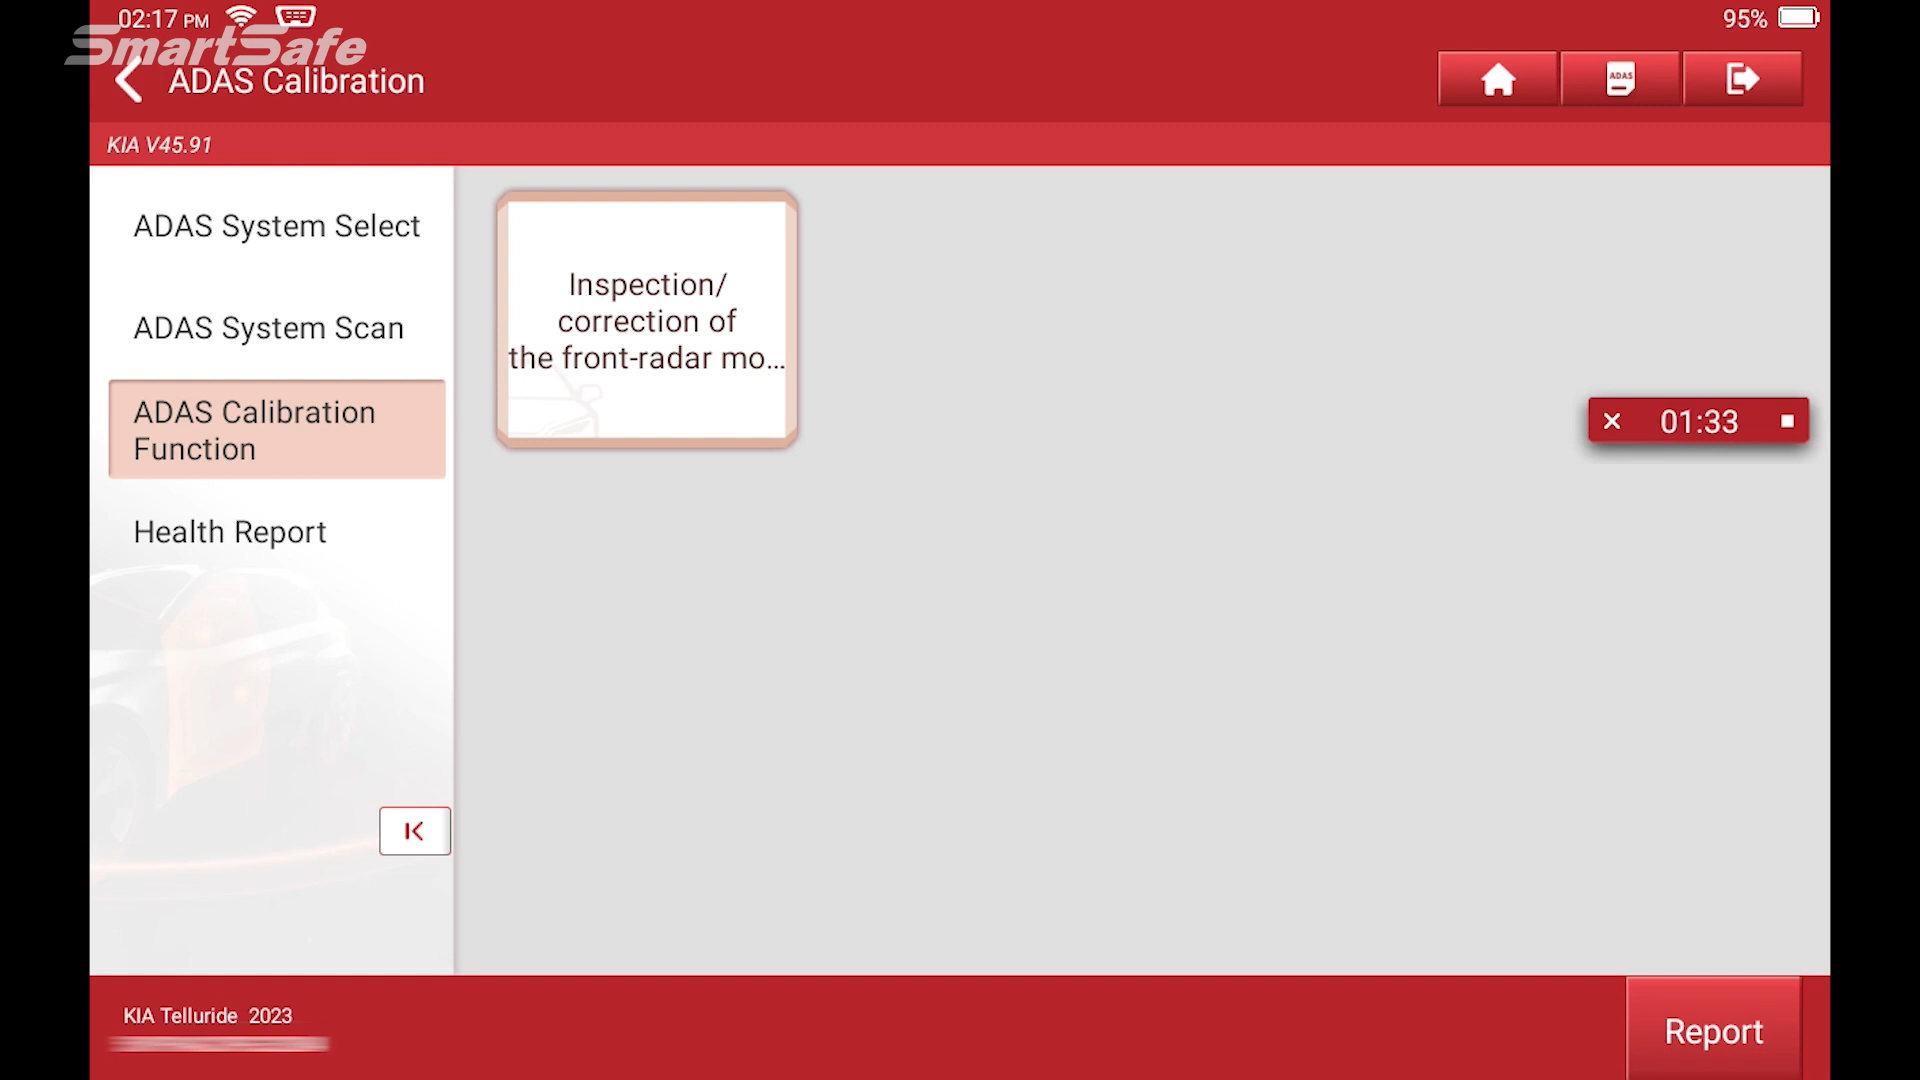 02:17 PM
95%
SmartSafe
ADAS Calibration
ADAS
KIA V45.91
ADAS System Select
ADAS System Scan
ADAS Calibration
Function
Health Report
Inspection/
correction of
the front-radar mo...
01:33
KIA Telluride 2023
Report